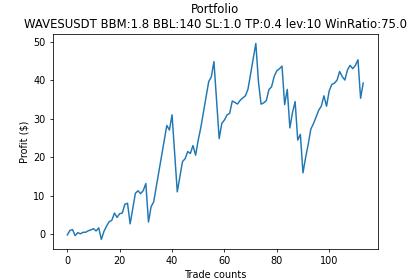 Portfolio
WAVESUSDT BBM:1.8 BBL:140 SL:1.0 TP:0.4 lev:10 WinRatio:75.0
50
40
30
20
10
0
Profit ($)
0 20 40 60 80 100
Trade counts